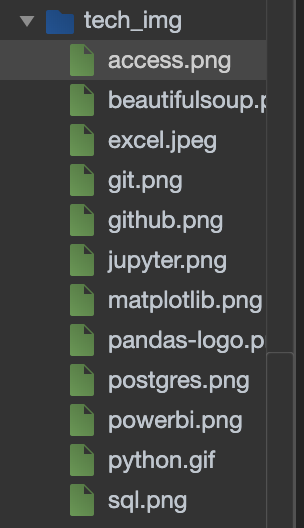 tech_img
access.png
beautifulsoup.p
excel.jpeg
git.png
github.png
jupyter.png
matplotlib.png
pandas-logo.p
postgres.png
powerbi.png
python.gif
sql.png